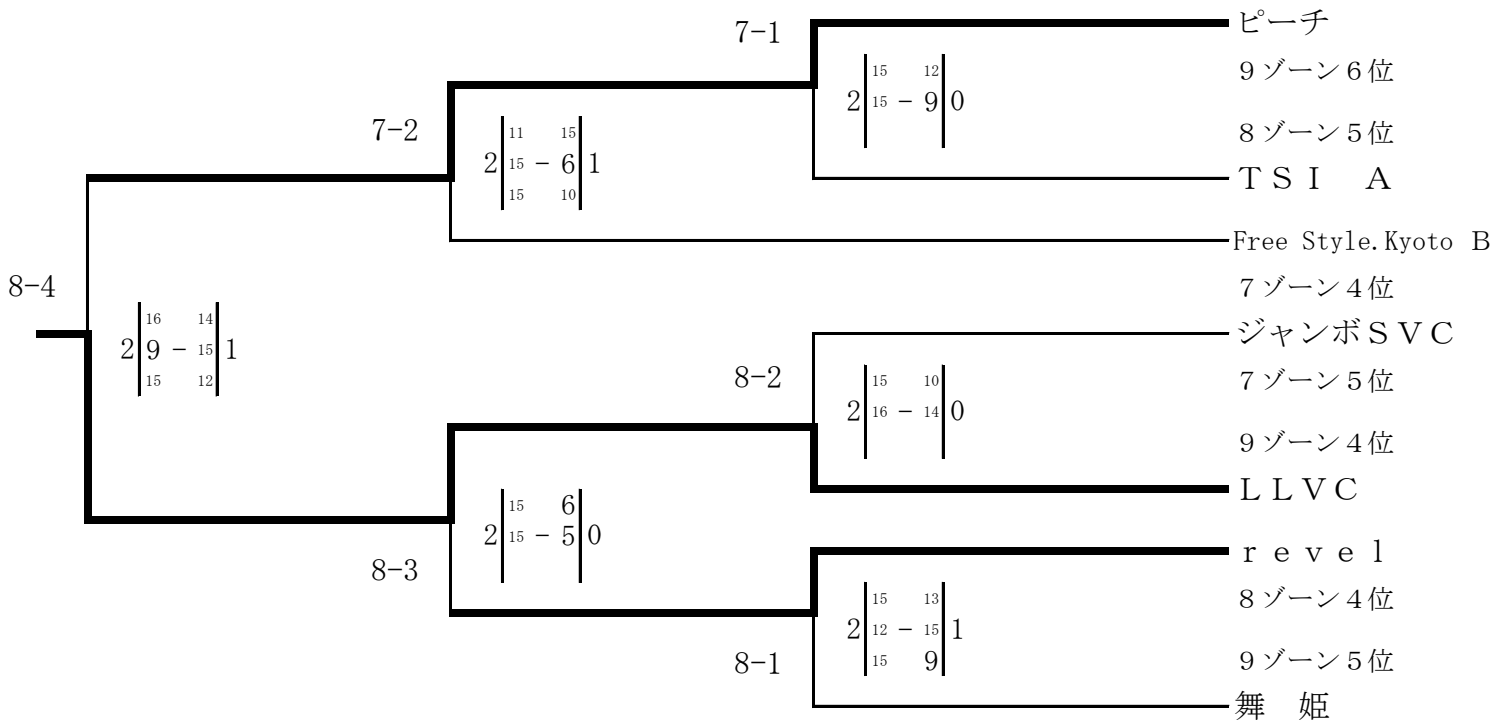 7-1
ピーチ
9ゾーン6位
2 15 12 0
15 - 9
8ゾーン5位
ＴＳＩ　Ａ
7-2
2 11 15 1
15 - 6
15 10
Free Style.Kyoto B
7ゾーン4位
8-4
2 16 14 1
9 - 15
15 12
ジャンボＳＶＣ
7ゾーン5位
8-2
2 15 10 0
16 - 14
9ゾーン4位
ＬＬＶＣ
8-3
2 15 6 0
15 - 5
ｒｅｖｅｌ
8ゾーン4位
8-1
2 15 13 1
12 - 15
15 9
9ゾーン5位
舞　姫